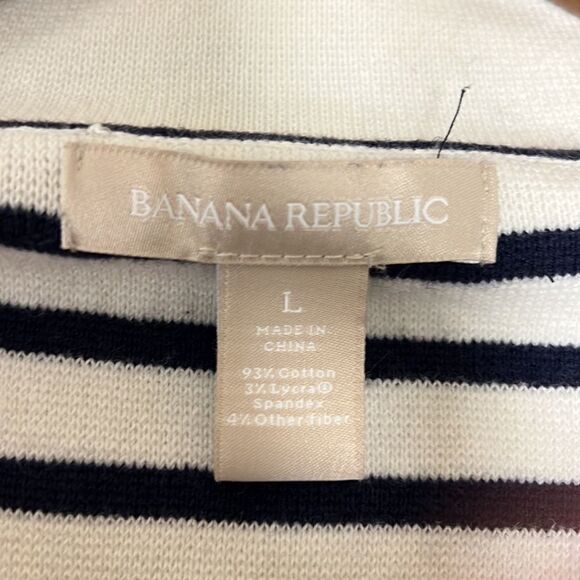 BANANA REPUBLIC
L
MADE IN
CHINA
93% Cotton
3% Lycra®
Spandex
4% Other fiber